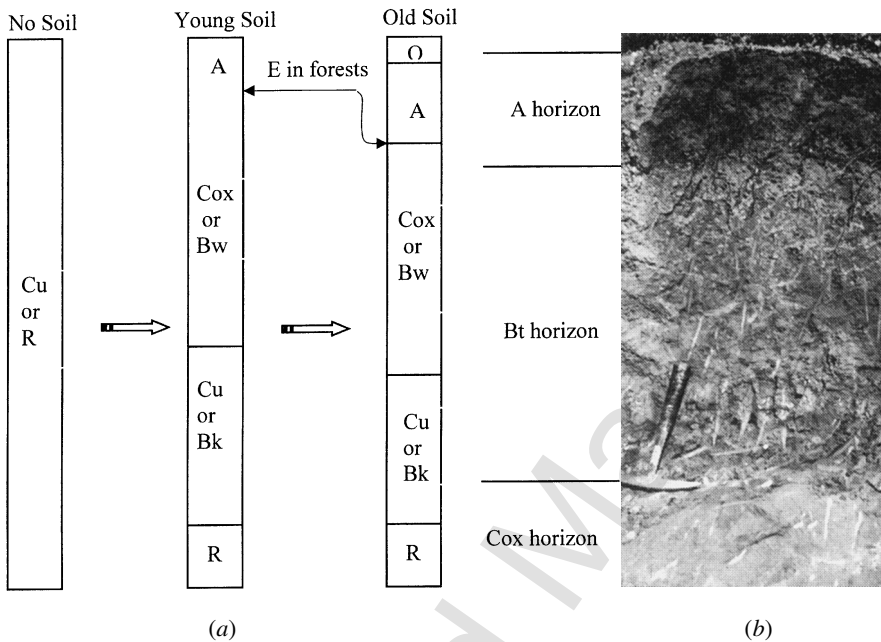 No Soil
Young Soil
Old Soil
Cu
or
R
A
Cox
or
Bw
Cu
or
Bk
R
E in forests
O
A
Cox
or
Bw
Cu
or
Bk
R
A horizon
Bt horizon
Cox horizon
(a)
(b)